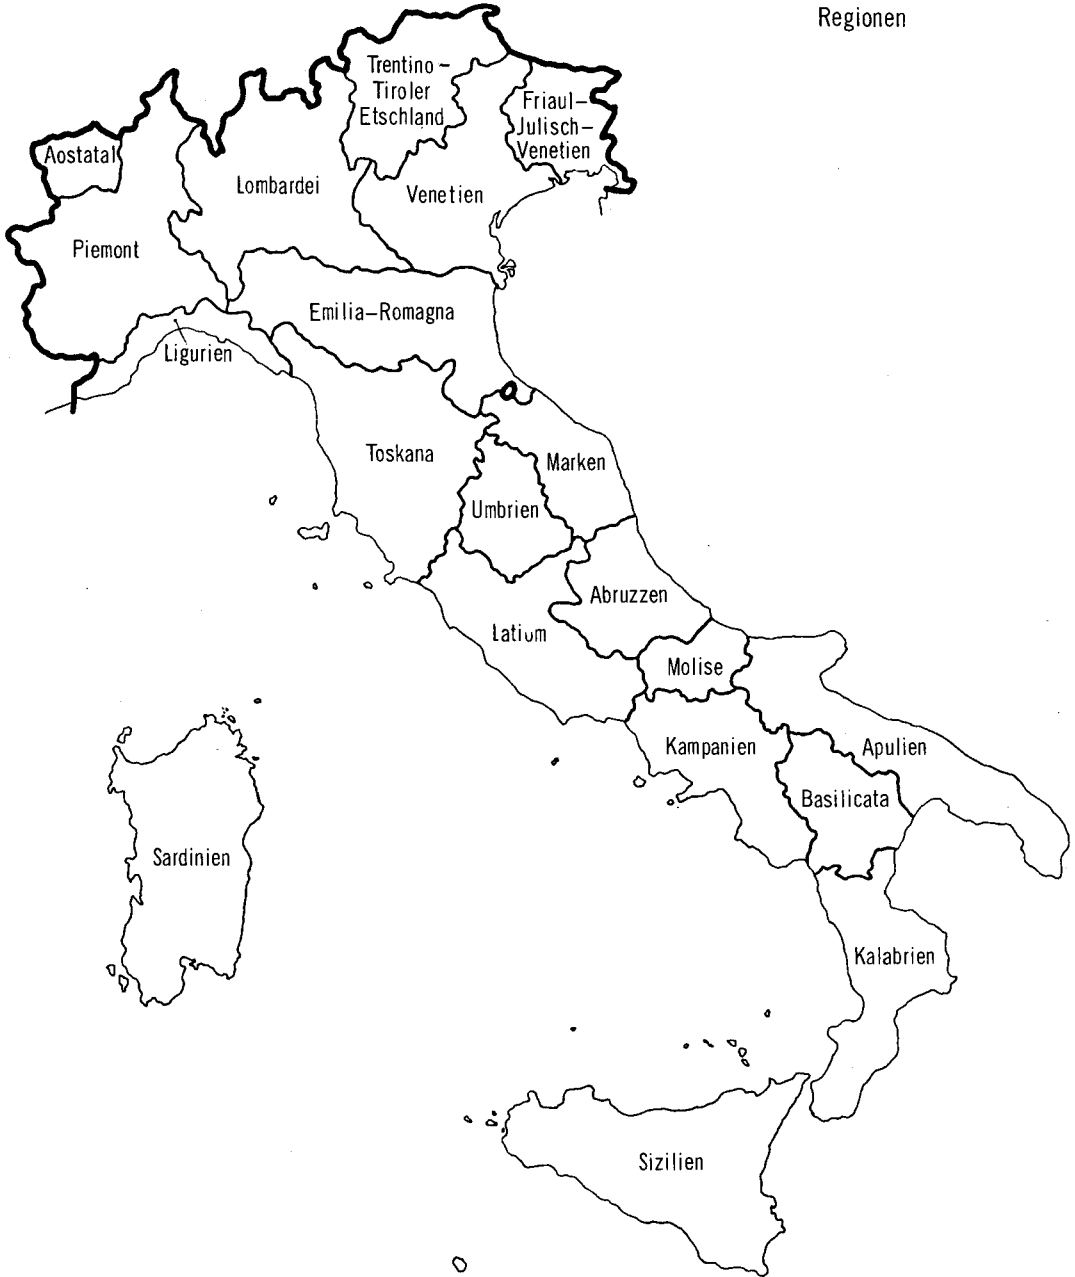 Regionen
Trentino–
Tiroler
Etschland
Friaul–
Julisch–
Venetien
Aostatal
Lombardei
Venetien
Piemont
Emilia–Romagna
Ligurien
Toskana
Marken
Umbrien
Abruzzen
Latium
Molise
Kampanien
Apulien
Basilicata
Sardinien
Kalabrien
Sizilien